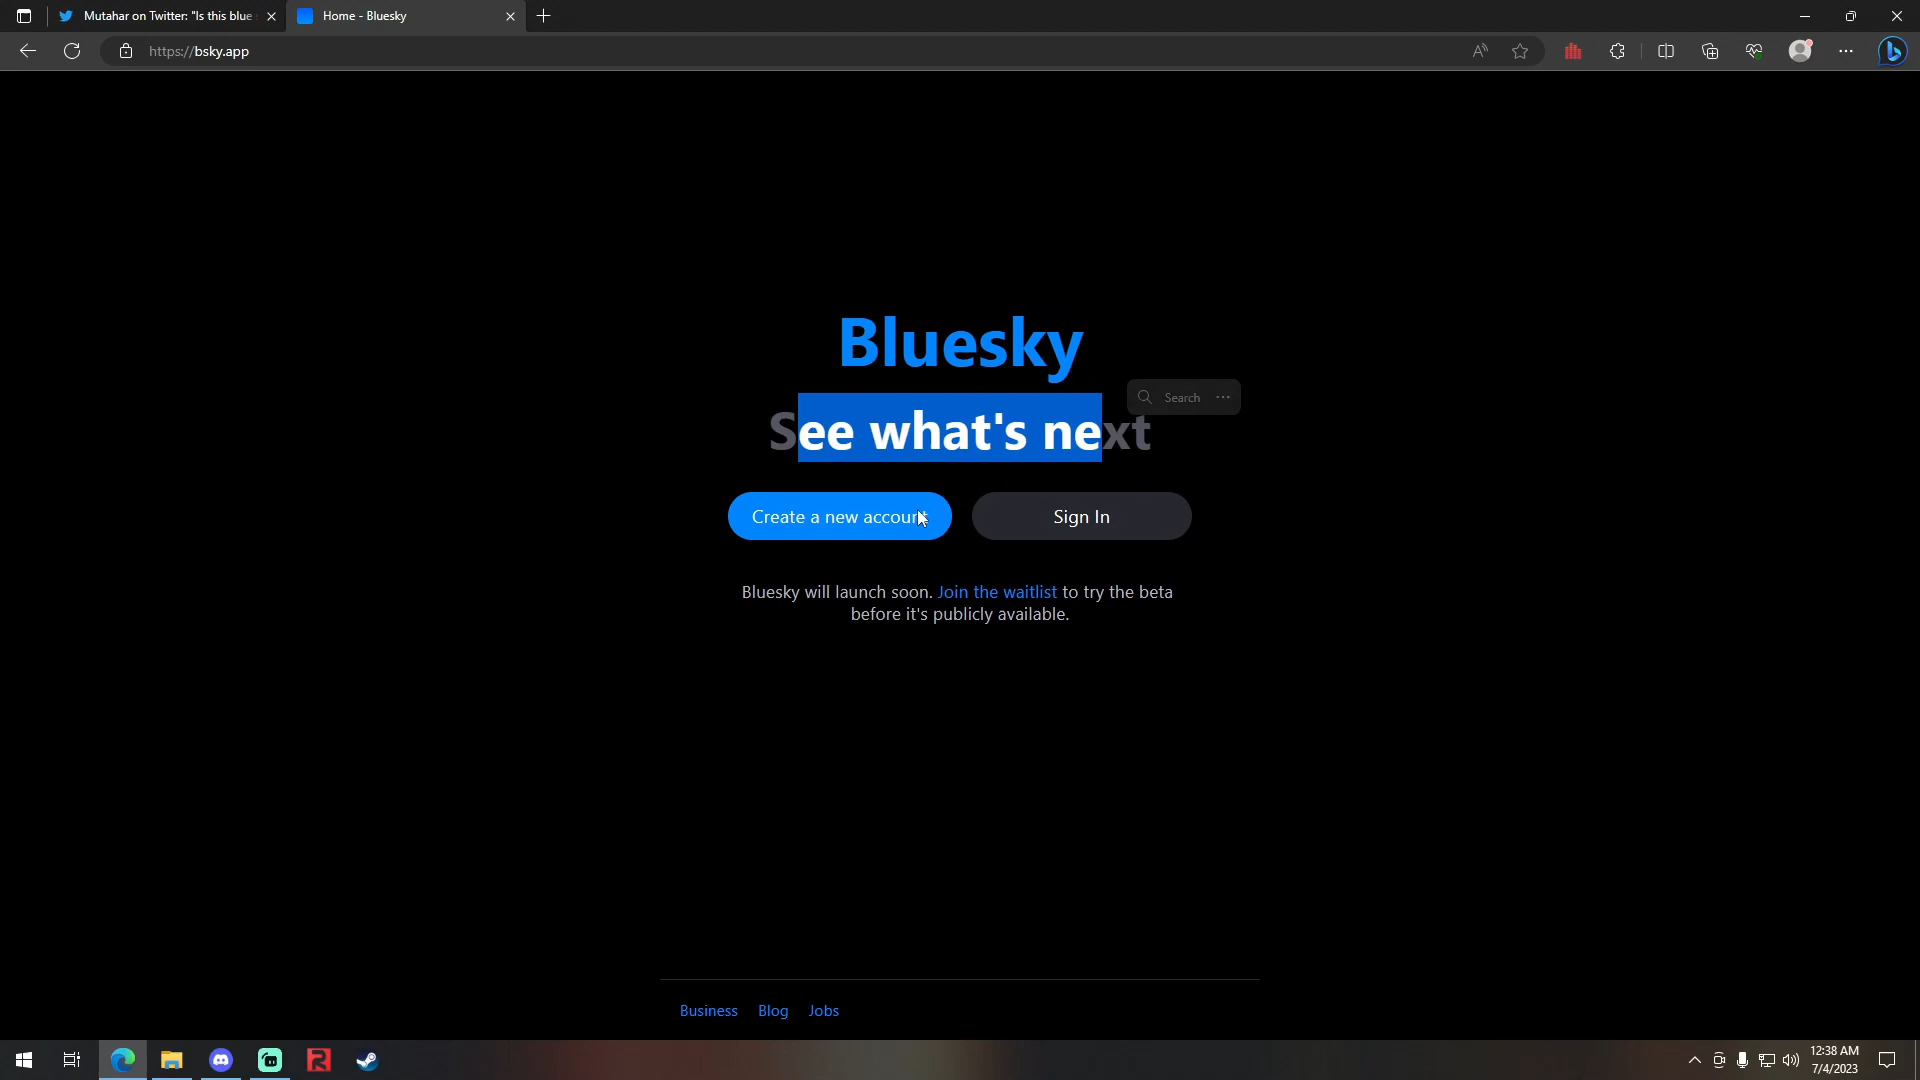 Mutahar on Twitter: "Is this blue
Home - Bluesky
https://bsky.app
Bluesky
Search
See what's next
Create a new account
Sign In
Bluesky will launch soon. Join the waitlist to try the beta
before it's publicly available.
Business Blog Jobs
12:38 AM
7/4/2023